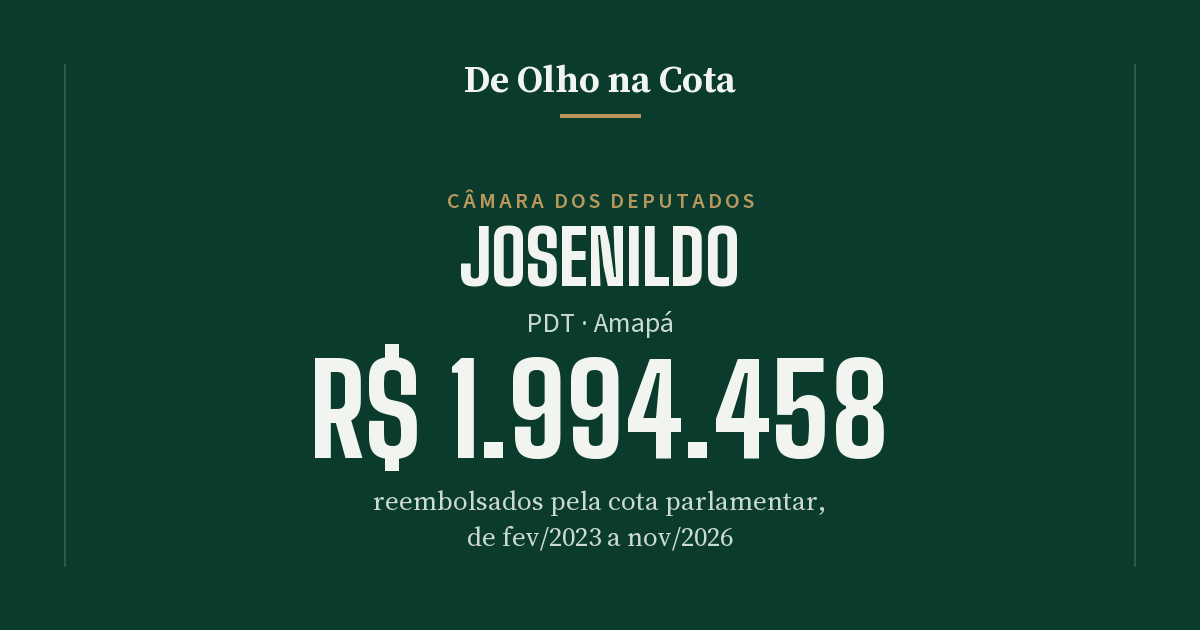 De Olho na Cota
CÂMARA DOS DEPUTADOS
JOSENILDO
PDT · Amapá
R$ 1.994.458
reembolsados pela cota parlamentar,
de fev/2023 a nov/2026